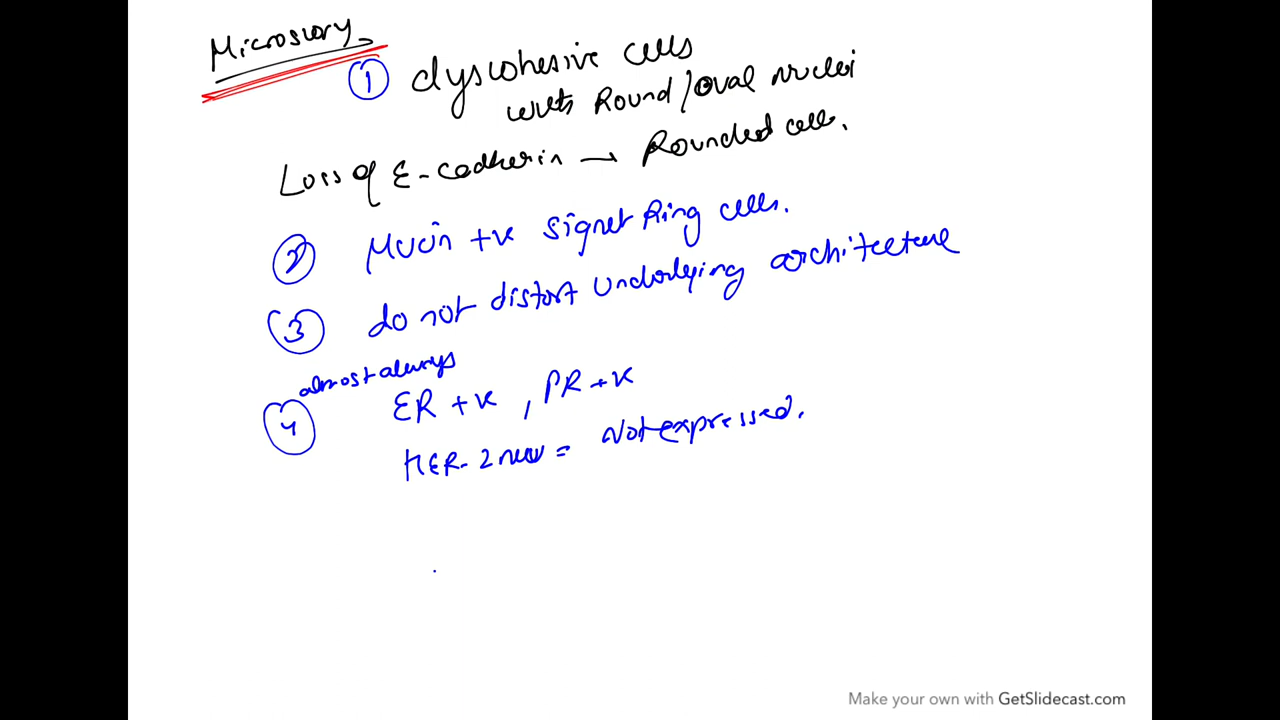 Microscopy
① dyscohesive cells
with Round/oval nuclei
Loss of E-cadherin → Rounded cells.
② Mucin +ve signet Ring cells.
③ do not distort underlying architecture
almost always
④ ER +ve, PR +ve
HER-2 neu = Not expressed.
Make your own with GetSlidecast.com